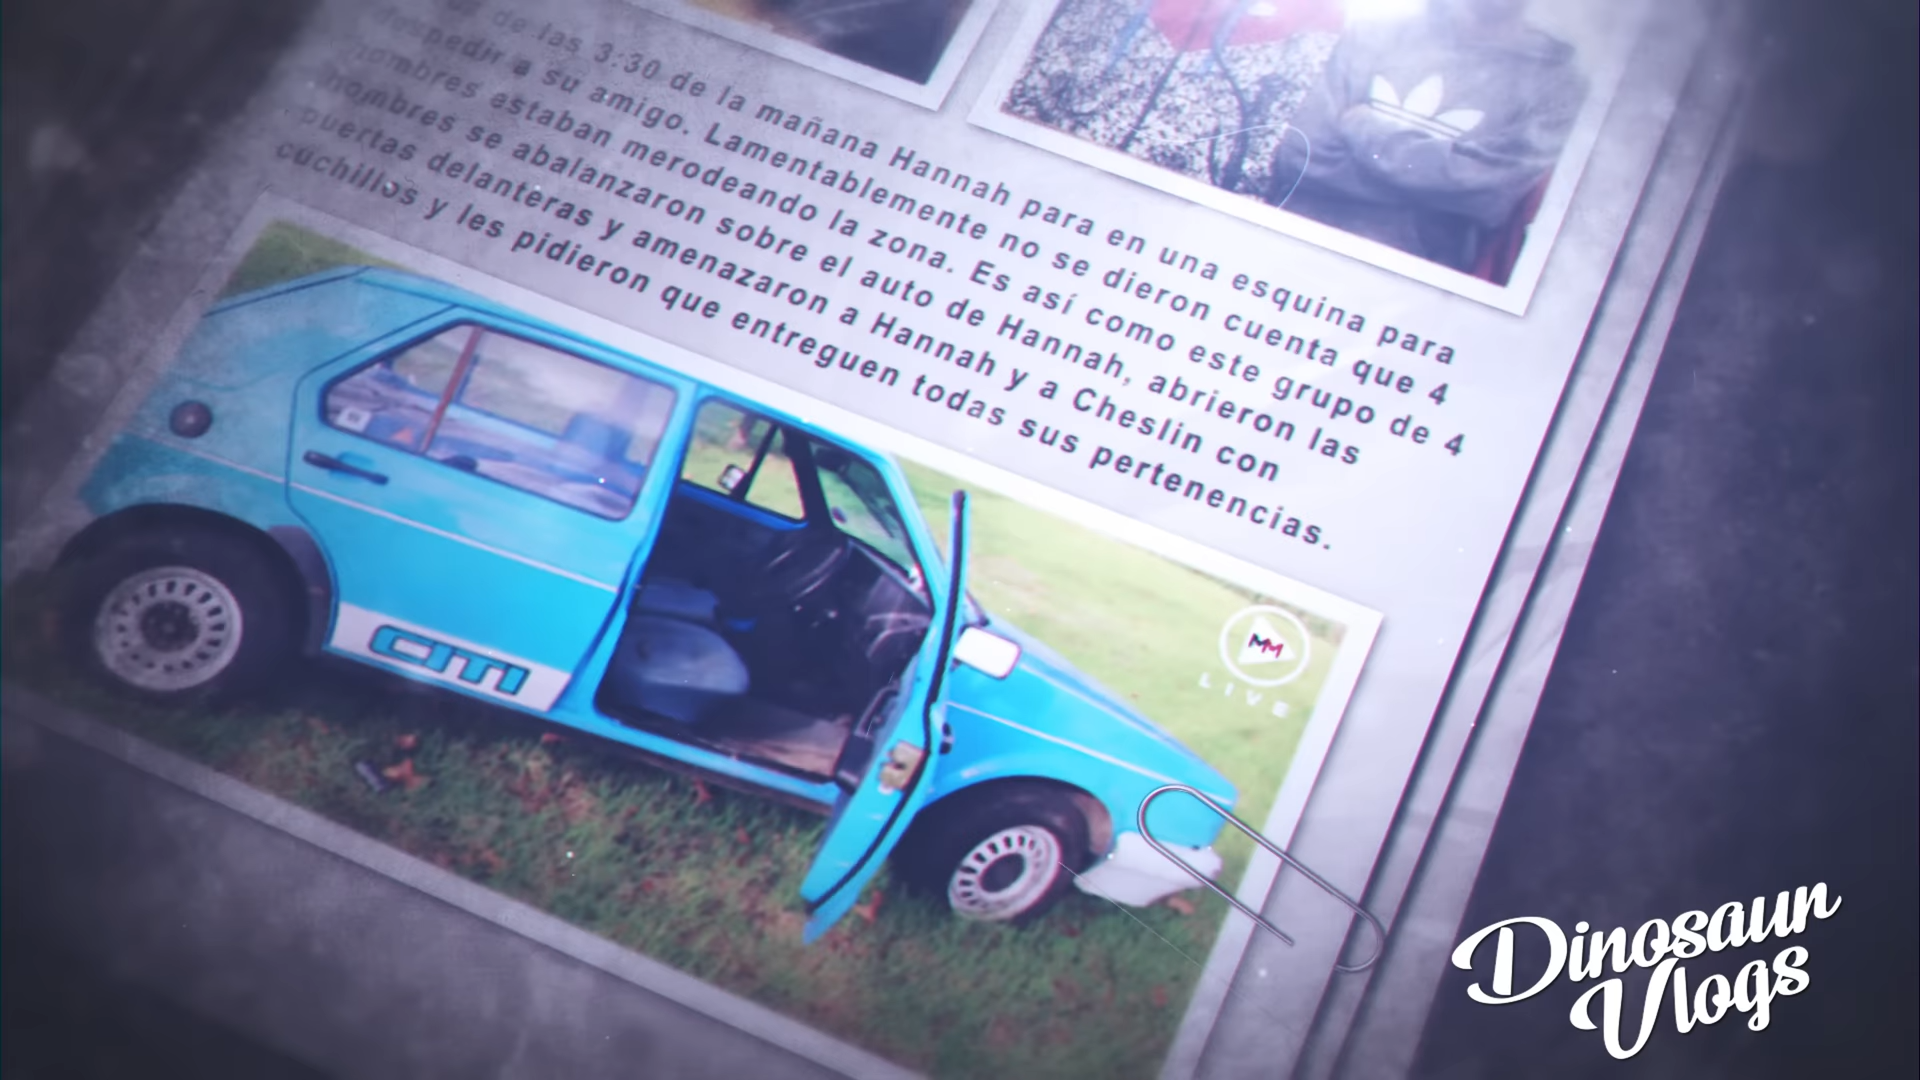 de las 3:30 de la mañana Hannah para en una esquina para
despedir a su amigo. Lamentablemente no se dieron cuenta que 4
hombres estaban merodeando la zona. Es así como este grupo de 4
hombres se abalanzaron sobre el auto de Hannah, abrieron las
puertas delanteras y amenazaron a Hannah y a Cheslin con
cuchillos y les pidieron que entreguen todas sus pertenencias.
CITI
MM
LIVE
Dinosaur
Vlogs